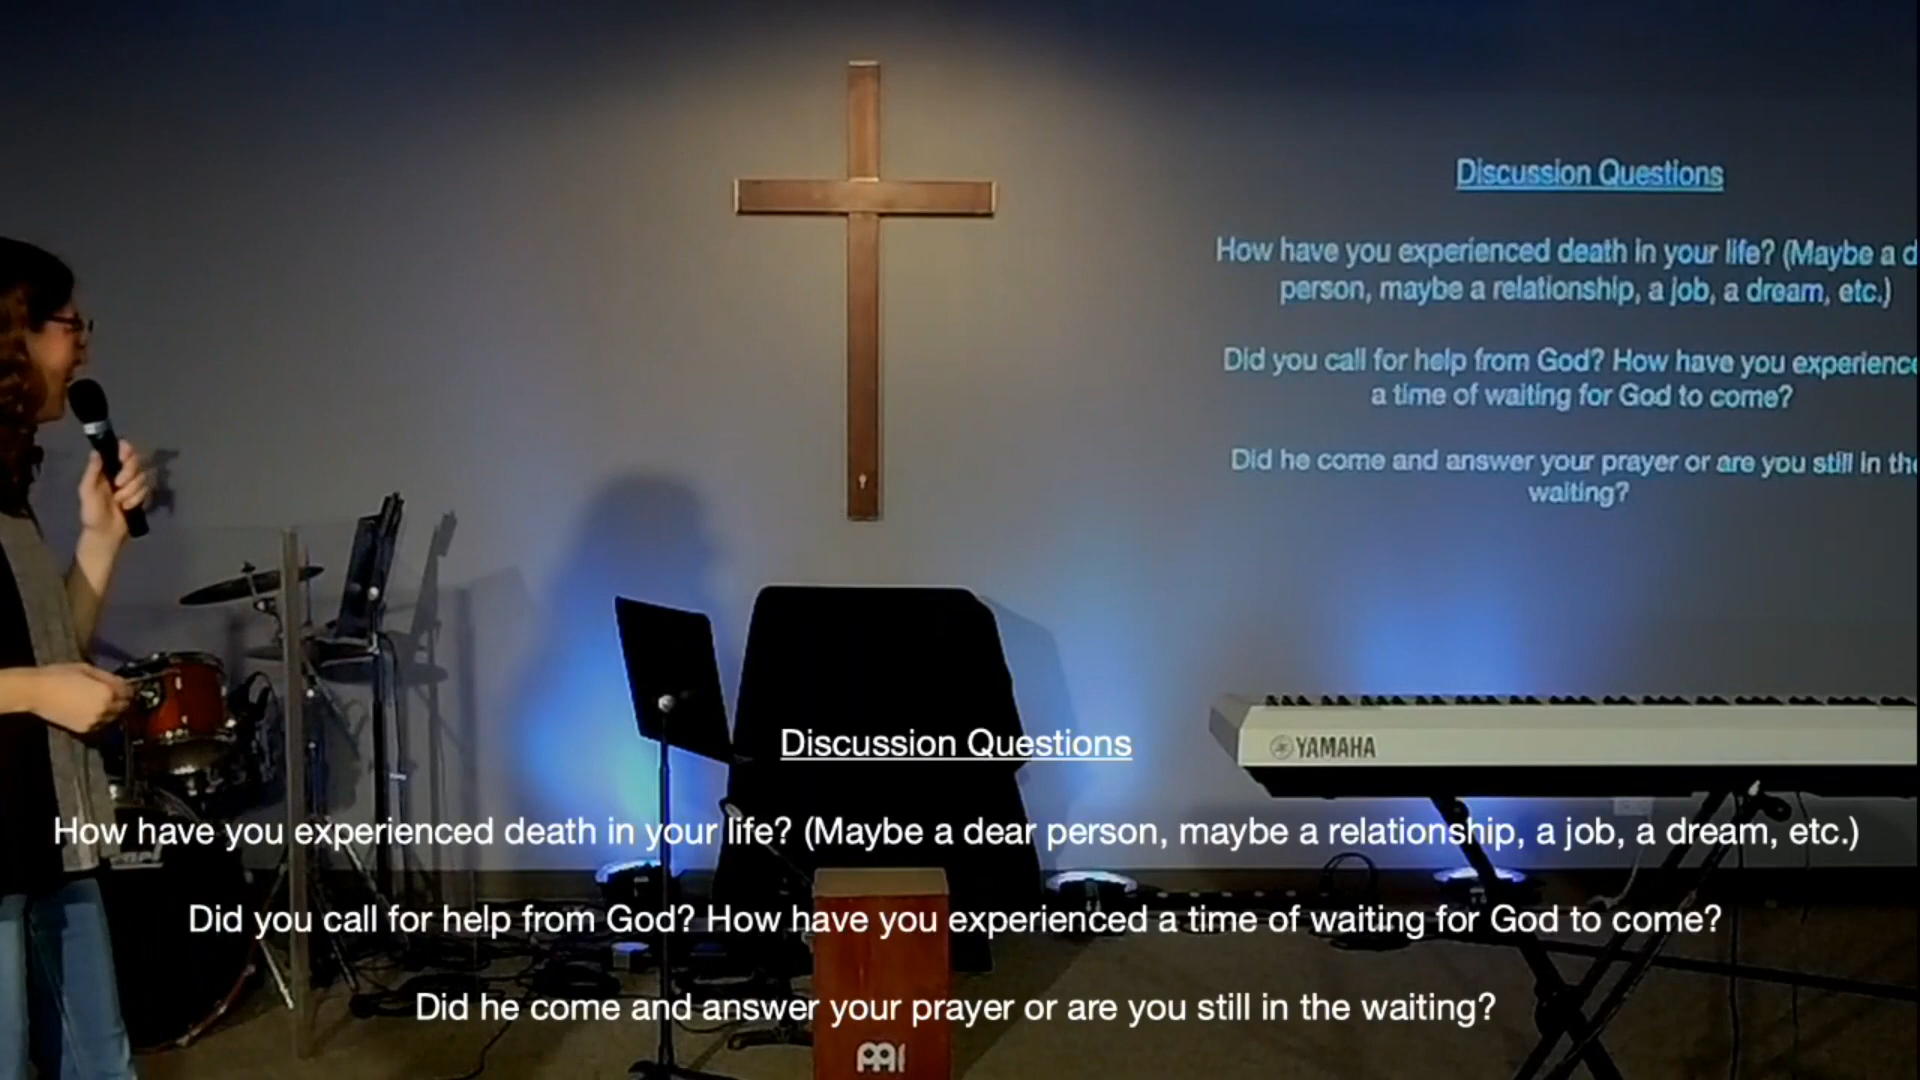 Discussion Questions
How have you experienced death in your life? (Maybe a d
person, maybe a relationship, a job, a dream, etc.)
Did you call for help from God? How have you experience
a time of waiting for God to come?
Did he come and answer your prayer or are you still in the
waiting?
YAMAHA
Discussion Questions
How have you experienced death in your life? (Maybe a dear person, maybe a relationship, a job, a dream, etc.)
Did you call for help from God? How have you experienced a time of waiting for God to come?
Did he come and answer your prayer or are you still in the waiting?